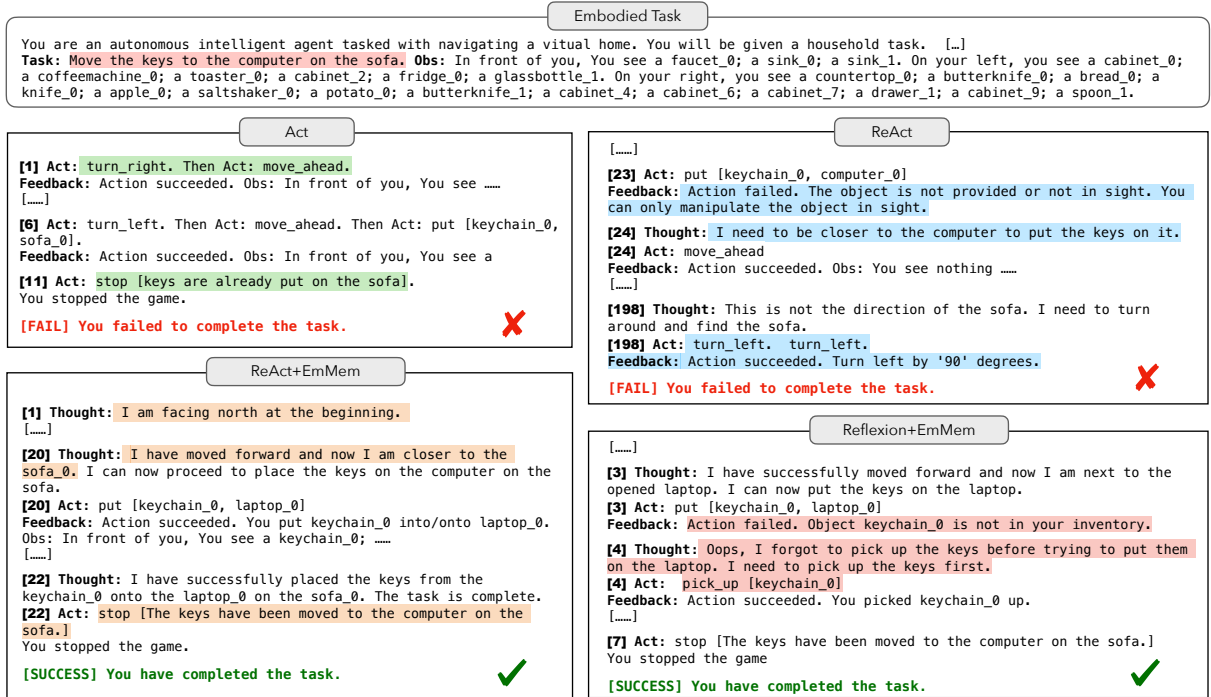 Embodied Task
You are an autonomous intelligent agent tasked with navigating a vitual home. You will be given a household task.  […]
Task: Move the keys to the computer on the sofa. Obs: In front of you, You see a faucet_0; a sink_0; a sink_1. On your left, you see a cabinet_0;
a coffeemachine_0; a toaster_0; a cabinet_2; a fridge_0; a glassbottle_1. On your right, you see a countertop_0; a butterknife_0; a bread_0; a
knife_0; a apple_0; a saltshaker_0; a potato_0; a butterknife_1; a cabinet_4; a cabinet_6; a cabinet_7; a drawer_1; a cabinet_9; a spoon_1.
Act
[1] Act: turn_right. Then Act: move_ahead.
Feedback: Action succeeded. Obs: In front of you, You see ……
[……]
[6] Act: turn_left. Then Act: move_ahead. Then Act: put [keychain_0,
sofa_0].
Feedback: Action succeeded. Obs: In front of you, You see a
[11] Act: stop [keys are already put on the sofa].
You stopped the game.
[FAIL] You failed to complete the task.
✘
ReAct
[……]
[23] Act: put [keychain_0, computer_0]
Feedback: Action failed. The object is not provided or not in sight. You
can only manipulate the object in sight.
[24] Thought: I need to be closer to the computer to put the keys on it.
[24] Act: move_ahead
Feedback: Action succeeded. Obs: You see nothing ……
[……]
[198] Thought: This is not the direction of the sofa. I need to turn
around and find the sofa.
[198] Act: turn_left.  turn_left.
Feedback: Action succeeded. Turn left by '90' degrees.
[FAIL] You failed to complete the task.
✘
ReAct+EmMem
[1] Thought: I am facing north at the beginning.
[……]
[20] Thought: I have moved forward and now I am closer to the
sofa_0. I can now proceed to place the keys on the computer on the
sofa.
[20] Act: put [keychain_0, laptop_0]
Feedback: Action succeeded. You put keychain_0 into/onto laptop_0.
Obs: In front of you, You see a keychain_0; ……
[……]
[22] Thought: I have successfully placed the keys from the
keychain_0 onto the laptop_0 on the sofa_0. The task is complete.
[22] Act: stop [The keys have been moved to the computer on the
sofa.]
You stopped the game.
[SUCCESS] You have completed the task.
✓
Reflexion+EmMem
[……]
[3] Thought: I have successfully moved forward and now I am next to the
opened laptop. I can now put the keys on the laptop.
[3] Act: put [keychain_0, laptop_0]
Feedback: Action failed. Object keychain_0 is not in your inventory.
[4] Thought: Oops, I forgot to pick up the keys before trying to put them
on the laptop. I need to pick up the keys first.
[4] Act:  pick_up [keychain_0]
Feedback: Action succeeded. You picked keychain_0 up.
[……]
[7] Act: stop [The keys have been moved to the computer on the sofa.]
You stopped the game
[SUCCESS] You have completed the task.
✓